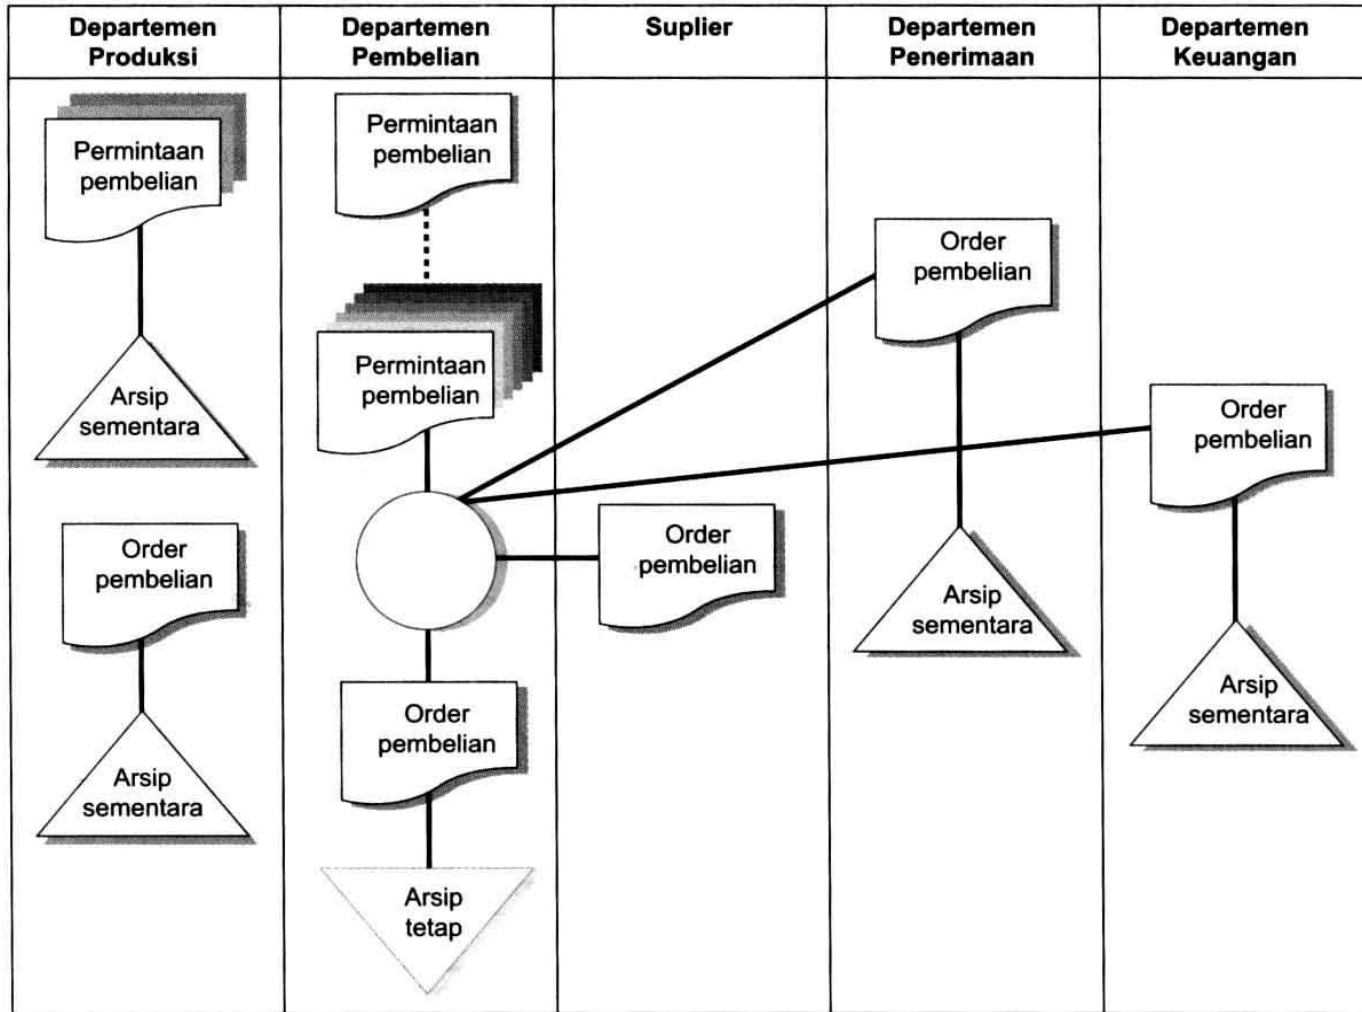 Departemen
Produksi
Departemen
Pembelian
Suplier
Departemen
Penerimaan
Departemen
Keuangan
Permintaan
pembelian
Arsip
sementara
Order
pembelian
Arsip
sementara
Permintaan
pembelian
Permintaan
pembelian
Order
pembelian
Arsip
tetap
Order
pembelian
Order
pembelian
Arsip
sementara
Order
pembelian
Arsip
sementara